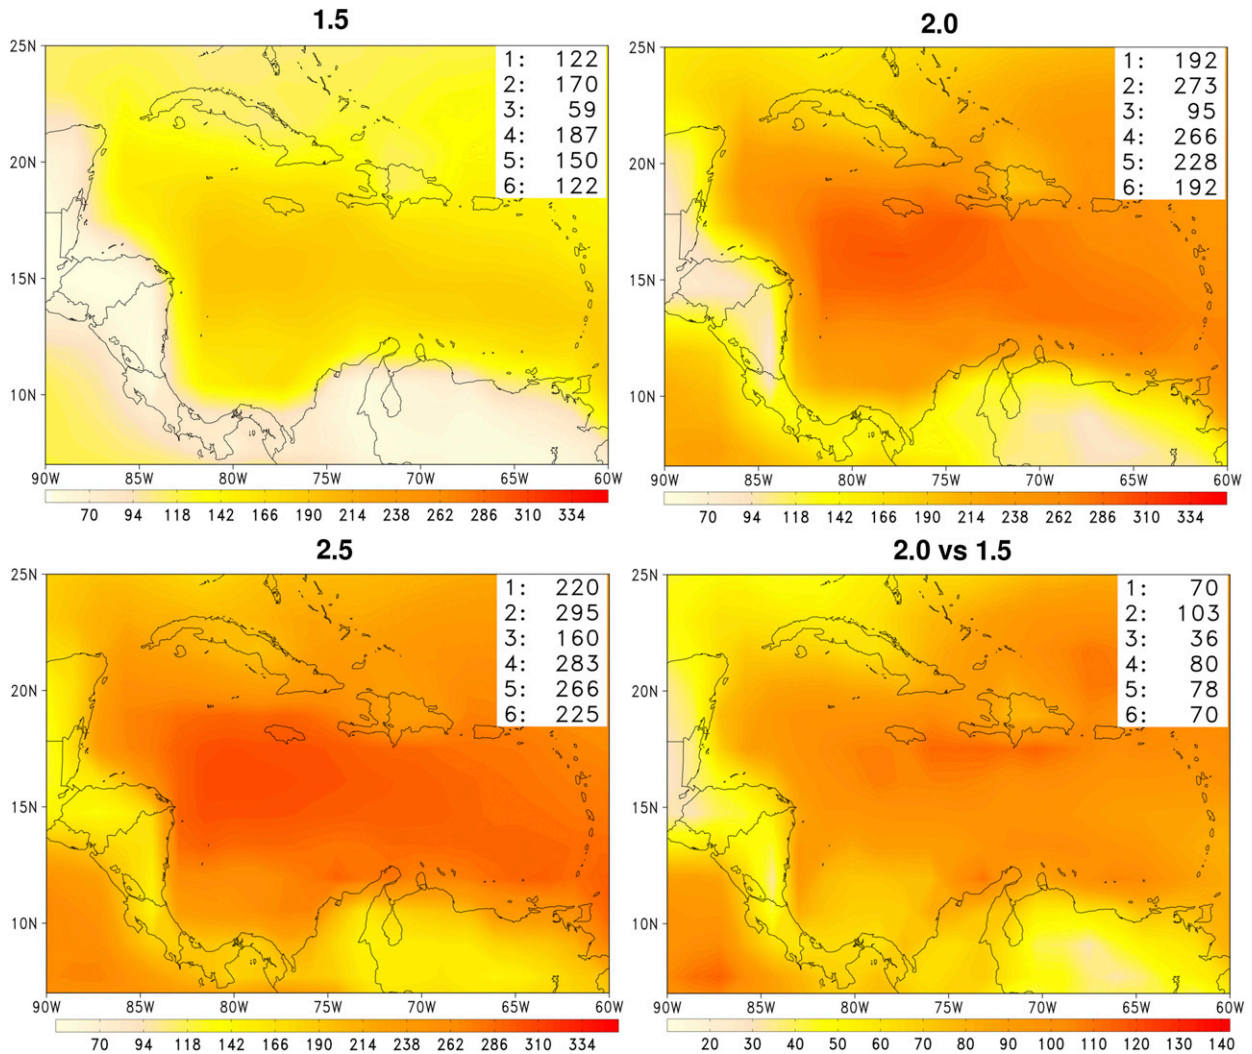 1.5
25N
20N
15N
10N
90W 85W 80W 75W 70W 65W 60W
1: 122
2: 170
3: 59
4: 187
5: 150
6: 122
70 94 118 142 166 190 214 238 262 286 310 334
2.0
25N
20N
15N
10N
90W 85W 80W 75W 70W 65W 60W
1: 192
2: 273
3: 95
4: 266
5: 228
6: 192
70 94 118 142 166 190 214 238 262 286 310 334
2.5
25N
20N
15N
10N
90W 85W 80W 75W 70W 65W 60W
1: 220
2: 295
3: 160
4: 283
5: 266
6: 225
70 94 118 142 166 190 214 238 262 286 310 334
2.0 vs 1.5
25N
20N
15N
10N
90W 85W 80W 75W 70W 65W 60W
1: 70
2: 103
3: 36
4: 80
5: 78
6: 70
20 30 40 60 70 80 90 100 110 120 130 140